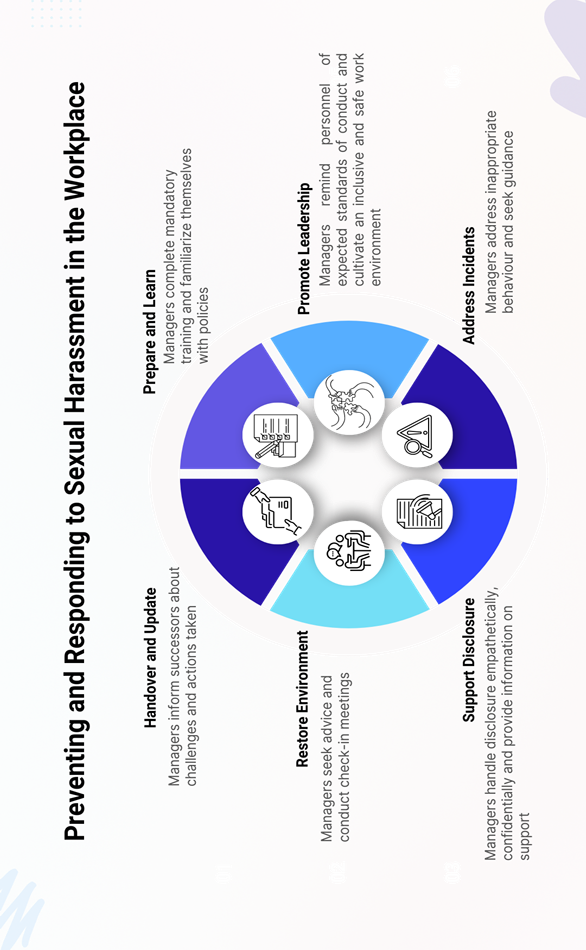 Preventing and Responding to Sexual Harassment in the Workplace
Handover and Update
Managers inform successors about
challenges and actions taken
Prepare and Learn
Managers complete mandatory
training and familiarize themselves
with policies
Restore Environment
Managers seek advice and
conduct check-in meetings
Promote Leadership
Managers remind personnel of
expected standards of conduct and
cultivate an inclusive and safe work
environment
Support Disclosure
Managers handle disclosure empathetically,
confidentially and provide information on
support
Address Incidents
Managers address inappropriate
behaviour and seek guidance